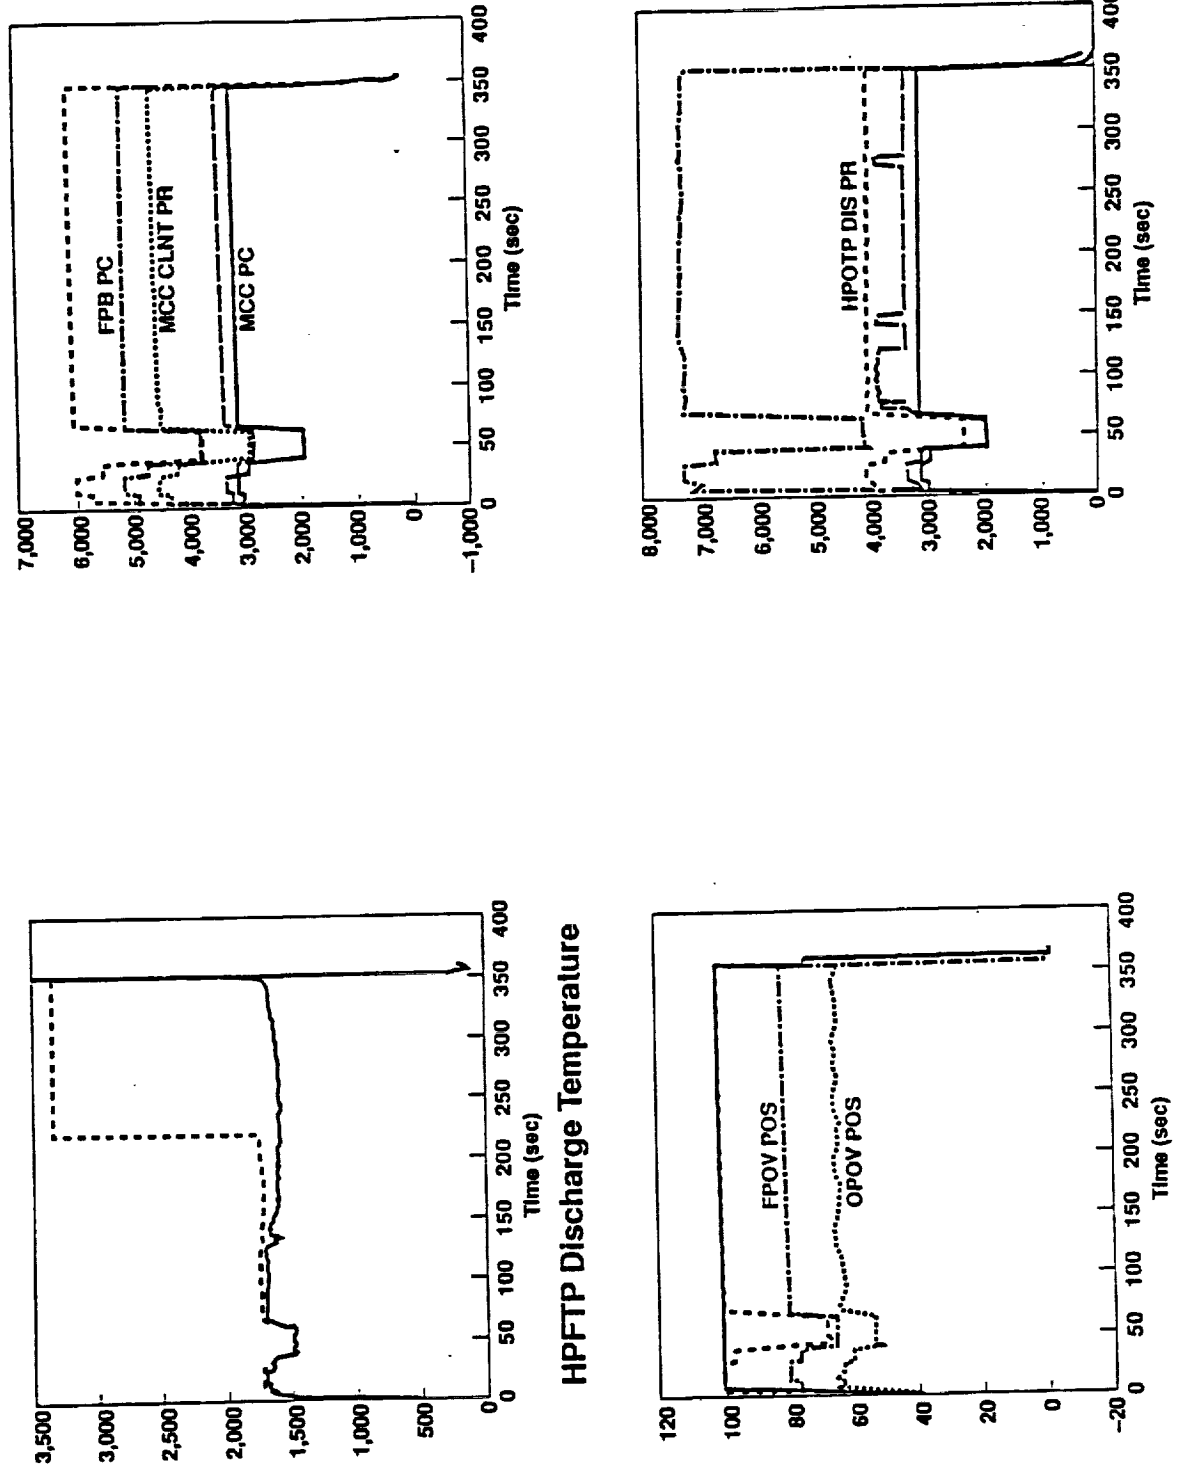 3,500
3,000
2,500
2,000
1,500
1,000
500
0 50 100 150 200 250 300 350 400
Time (sec)
HPFTP Discharge Temperature
7,000
6,000
5,000
4,000
3,000
2,000
1,000
0
–1,000
FPB PC
MCC CLNT PR
MCC PC
0 50 100 150 200 250 300 350 400
Time (sec)
120
100
80
60
40
20
0
–20
FPOV POS
OPOV POS
0 50 100 150 200 250 300 350 400
Time (sec)
8,000
7,000
6,000
5,000
4,000
3,000
2,000
1,000
0
HPOTP DIS PR
0 50 100 150 200 250 300 350 400
Time (sec)